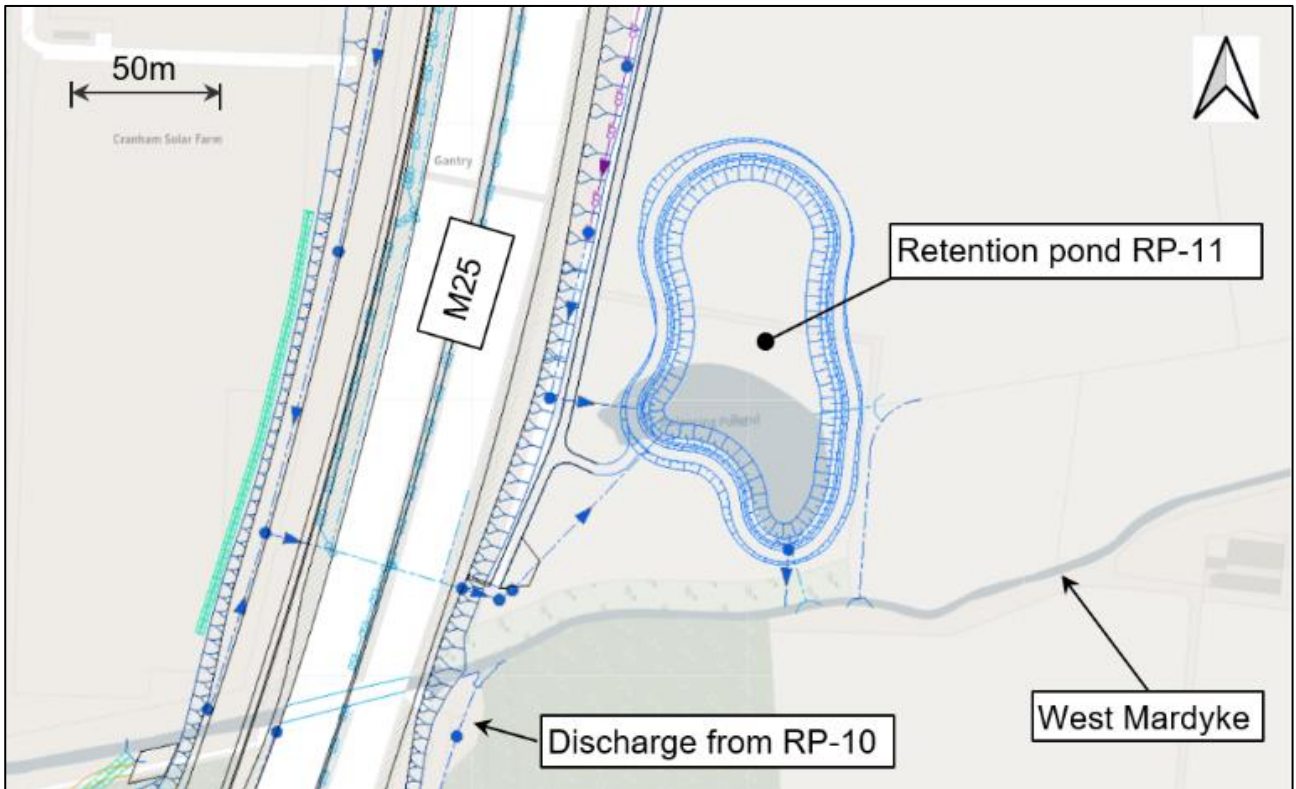 50m
Cranham Solar Farm
Gantry
M25
Retention pond RP-11
West Mardyke
Discharge from RP-10